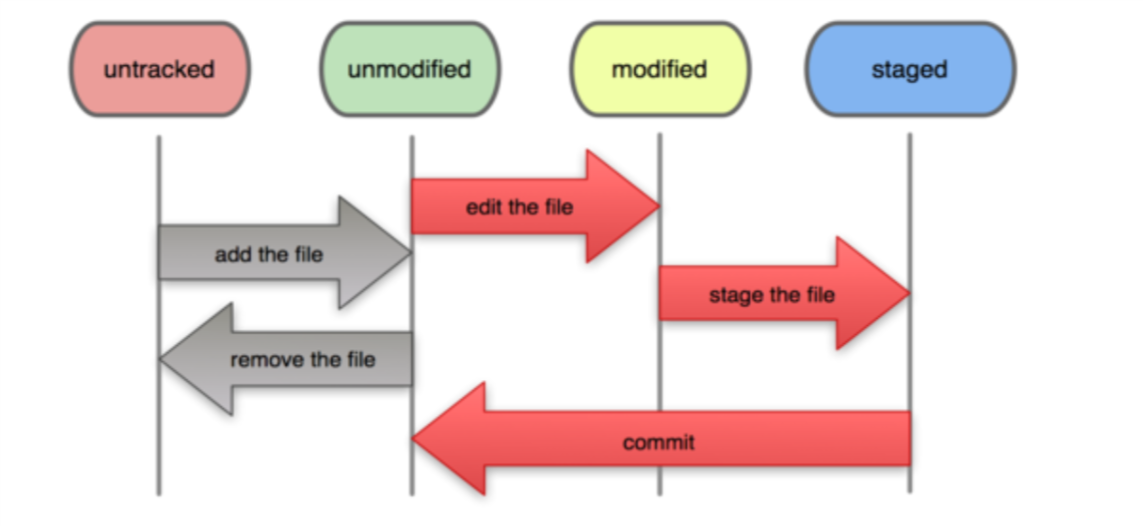 untracked
unmodified
modified
staged
edit the file
add the file
stage the file
remove the file
commit